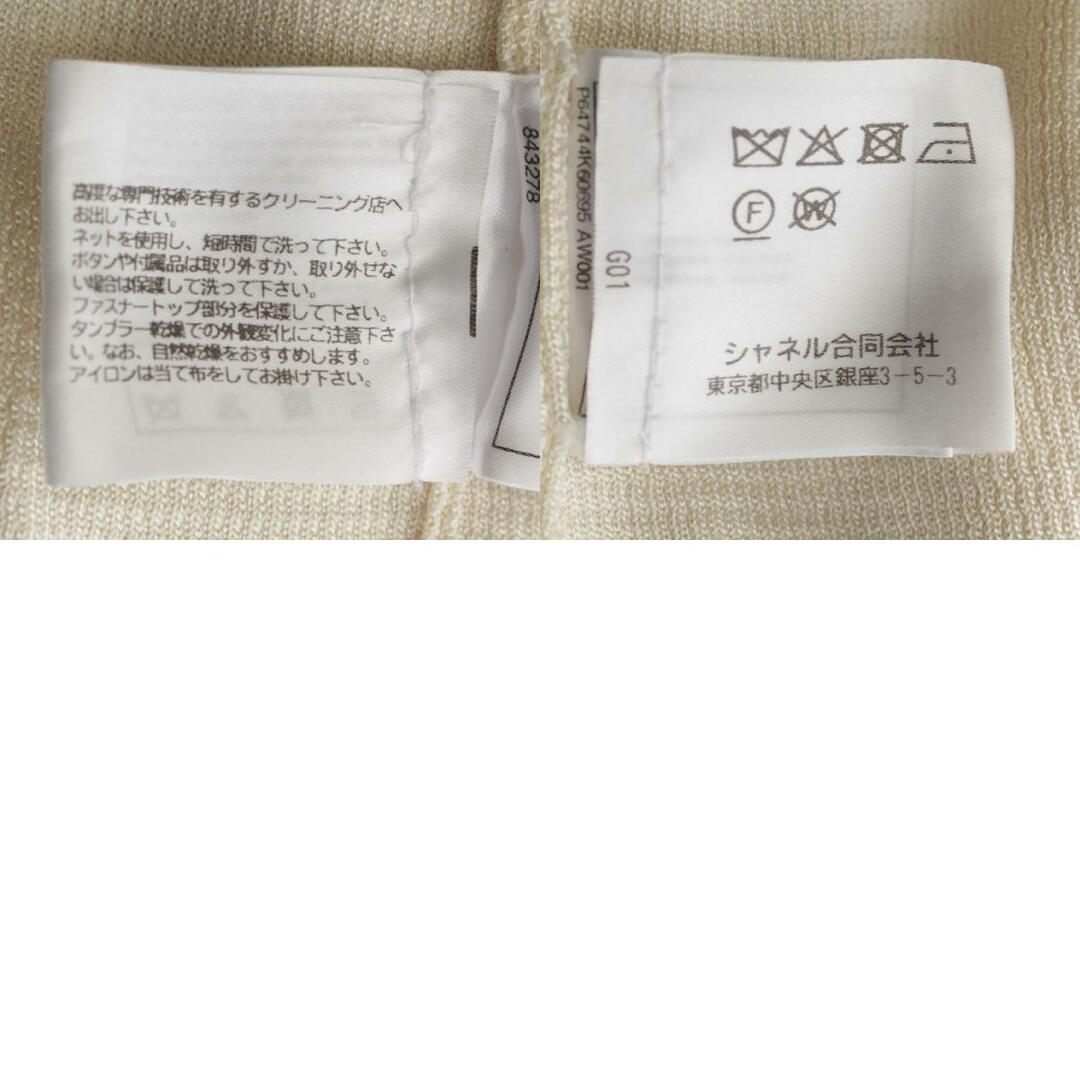 高度な専門技術を有するクリーニング店へ
お出し下さい。
ネットを使用し、短時間で洗って下さい。
ボタンや付属品は取り外すか、取り外せな
い場合は保護して洗って下さい。
ファスナートップ部分を保護して下さい。
タンブラー乾燥での外観変化にご注意下さ
い。なお、自然乾燥をおすすめします。
アイロンは当て布をしてお掛け下さい。
843278
P64744K60695 AW001
G01
F
W
シャネル合同会社
東京都中央区銀座3-5-3